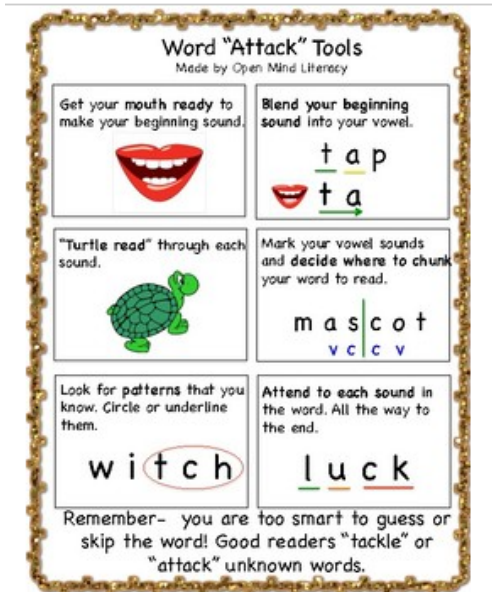 Word “Attack” Tools
Made by Open Mind Literacy
Get your mouth ready to
make your beginning sound.
Blend your beginning
sound into your vowel.
t a p
t a
“Turtle read” through each
sound.
Mark your vowel sounds
and decide where to chunk
your word to read.
m a s c o t
v c c v
Look for patterns that you
know. Circle or underline
them.
w i t c h
Attend to each sound in
the word. All the way to
the end.
l u c k
Remember- you are too smart to guess or
skip the word! Good readers “tackle” or
“attack” unknown words.